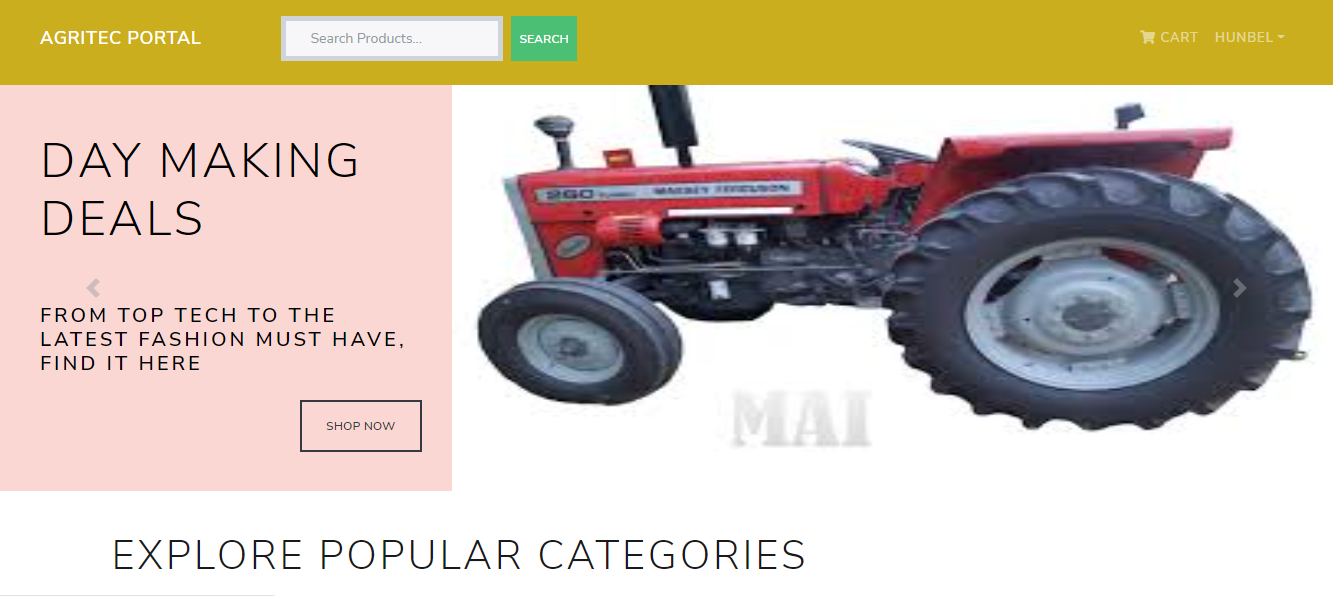 AGRITEC PORTAL
Search Products...
SEARCH
CART
HUNBEL
DAY MAKING
DEALS
FROM TOP TECH TO THE
LATEST FASHION MUST HAVE,
FIND IT HERE
SHOP NOW
260
MASSEY FERGUSON
MAI
EXPLORE POPULAR CATEGORIES